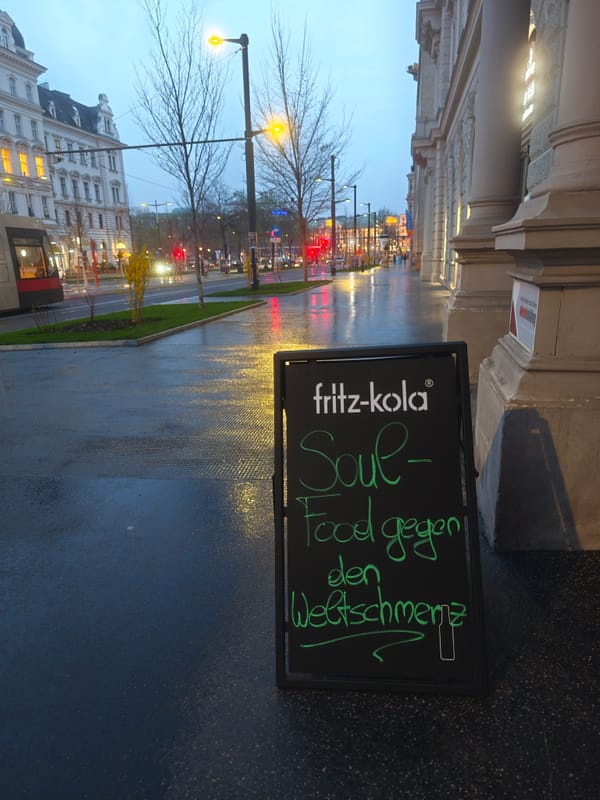 fritz-kola®
Soul-
Food gegen
den
Weltschmerz